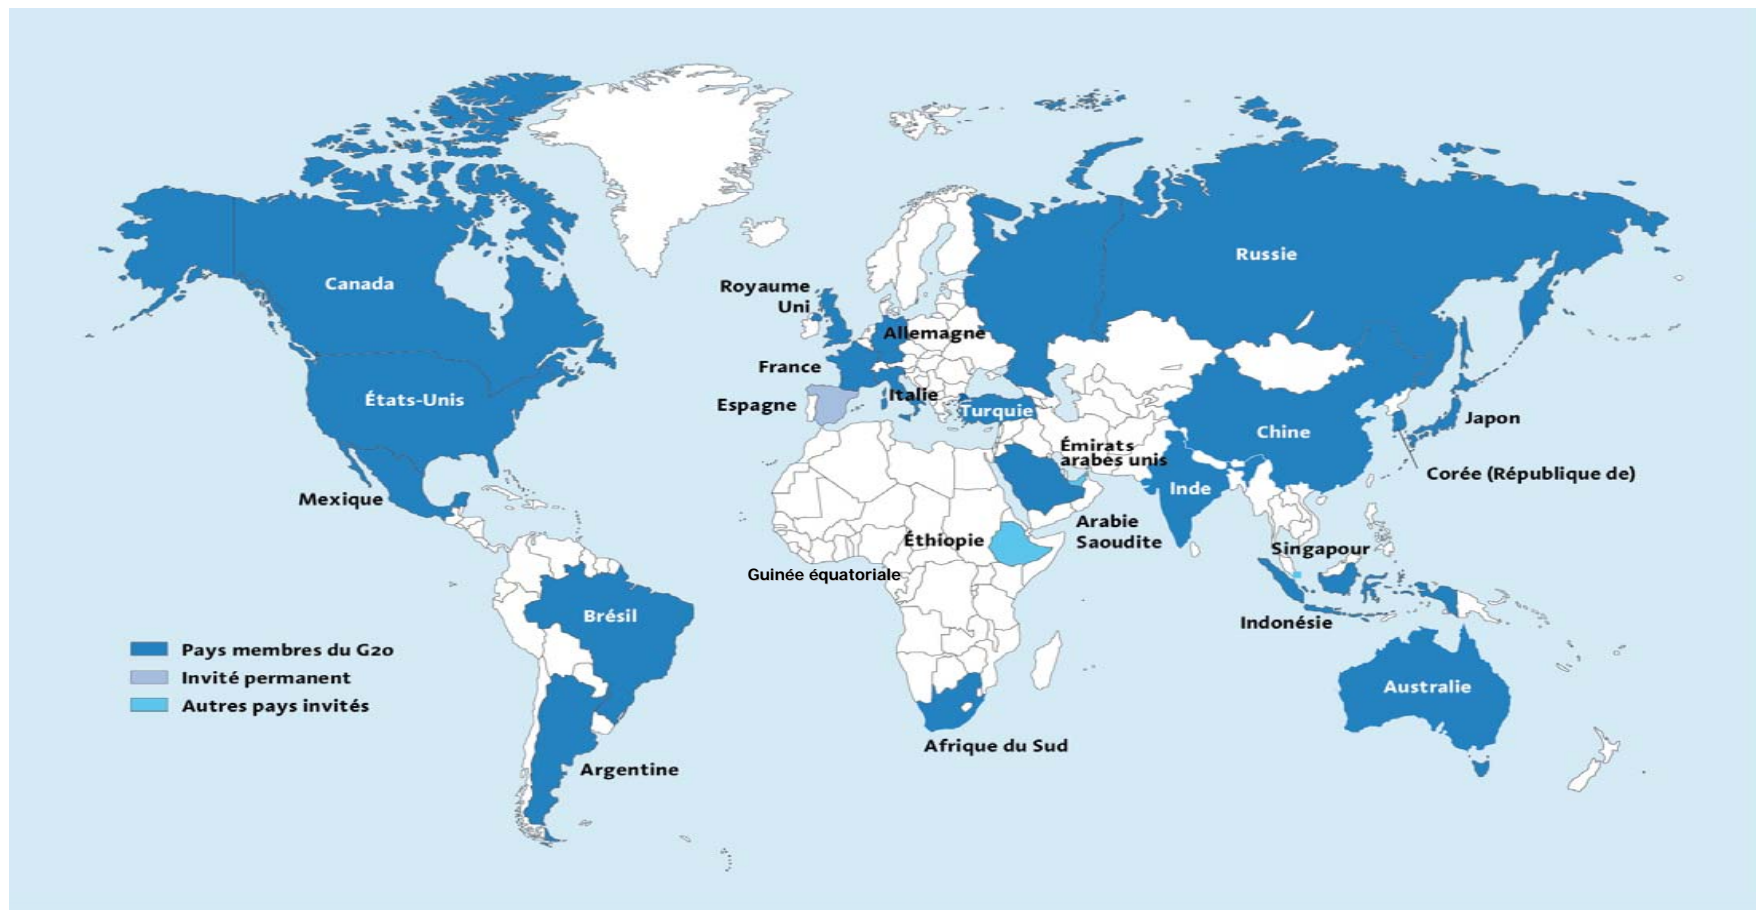 Canada
Russie
Royaume
Uni
Allemagne
France
États-Unis
Espagne
Italie
Turquie
Japon
Chine
Émirats
arabes unis
Corée (République de)
Inde
Mexique
Arabie
Saoudite
Éthiopie
Singapour
Guinée équatoriale
Brésil
Indonésie
Pays membres du G20
Invité permanent
Autres pays invités
Australie
Afrique du Sud
Argentine